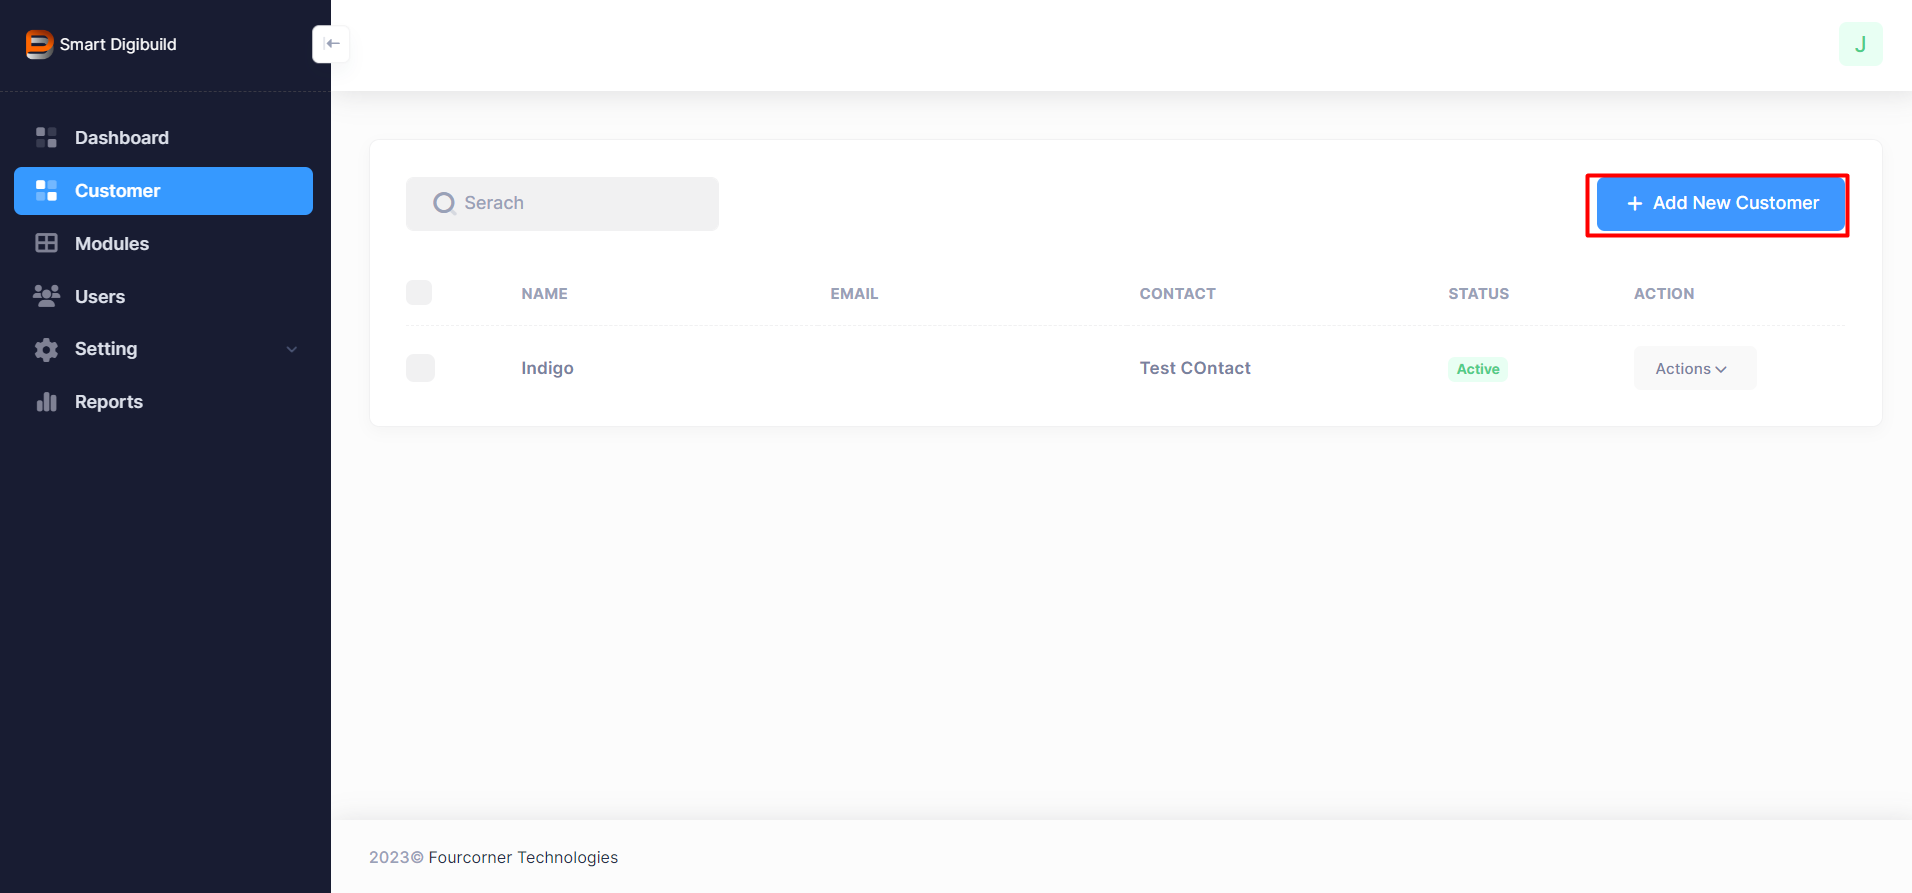 Smart Digibuild
J
Dashboard
Customer
Modules
Users
Setting
Reports
Serach
+ Add New Customer
NAME EMAIL CONTACT STATUS ACTION
Indigo Test COntact Active Actions
2023© Fourcorner Technologies